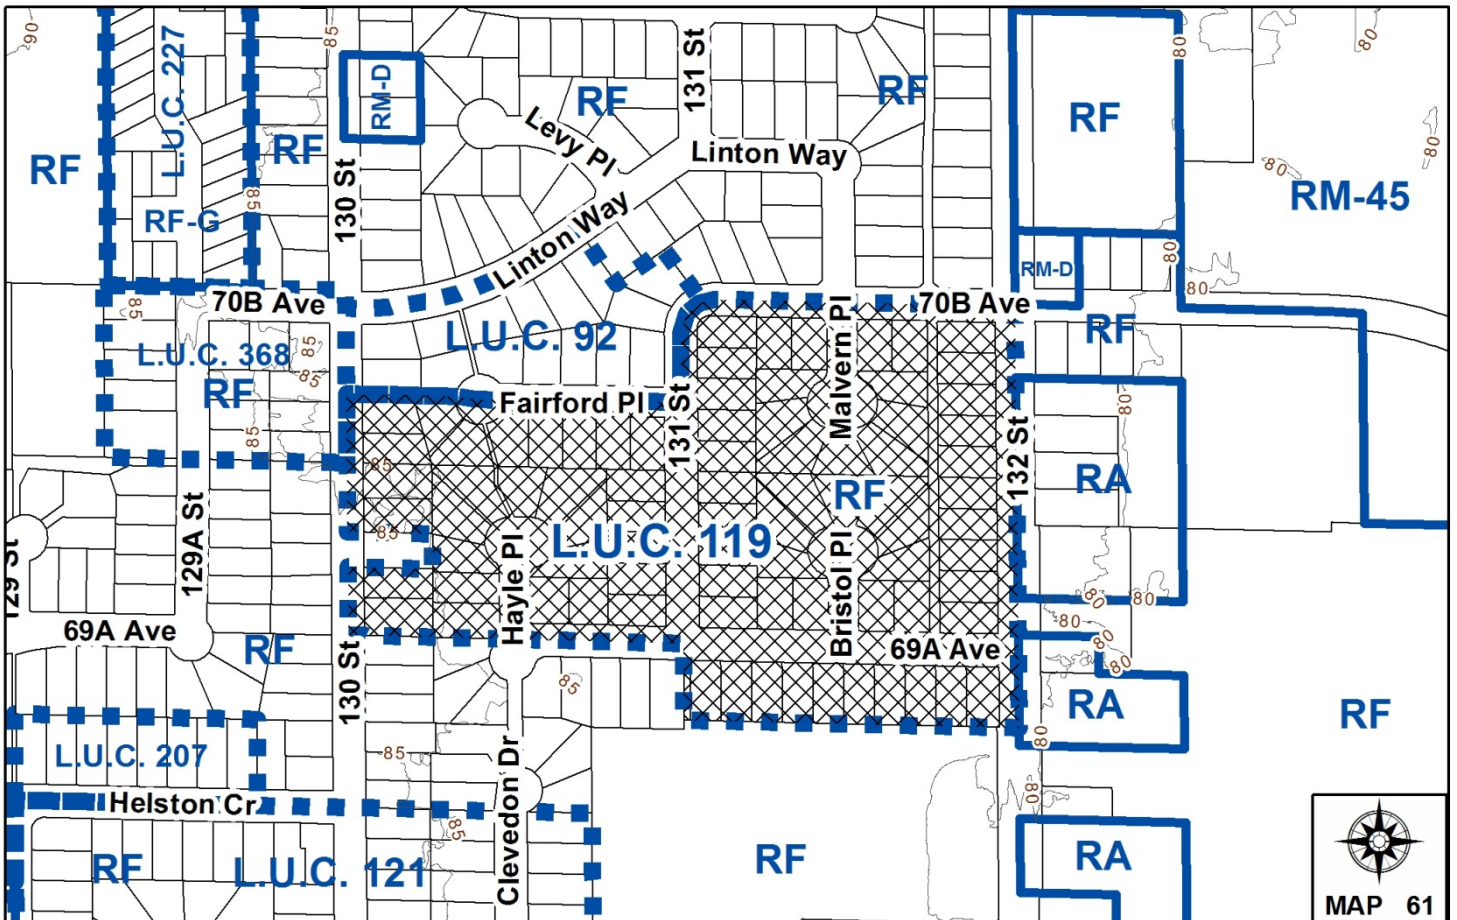 90
85
80
80
L.U.C. 227
RM-D
131 St
RF
RF
RF
Levy Pl
RF
RF
Linton Way
80
80
RF
130 St
85
RM-45
RF-G
Linton Way
80
RM-D
80
85
70B Ave
70B Ave
Malvern Pl
RF
L.U.C. 92
L.U.C. 368
85
85
RF
Fairford Pl
80
131 St
85
85
132 St
RA
RF
129A St
85
L.U.C. 119
129 St
Hayle Pl
Bristol Pl
80
80
80
69A Ave
RF
69A Ave
80
80
130 St
85
RA
RF
80
L.U.C. 207
85
Clevedon Dr
80
Helston Cr
85
RF
L.U.C. 121
RF
RA
MAP 61